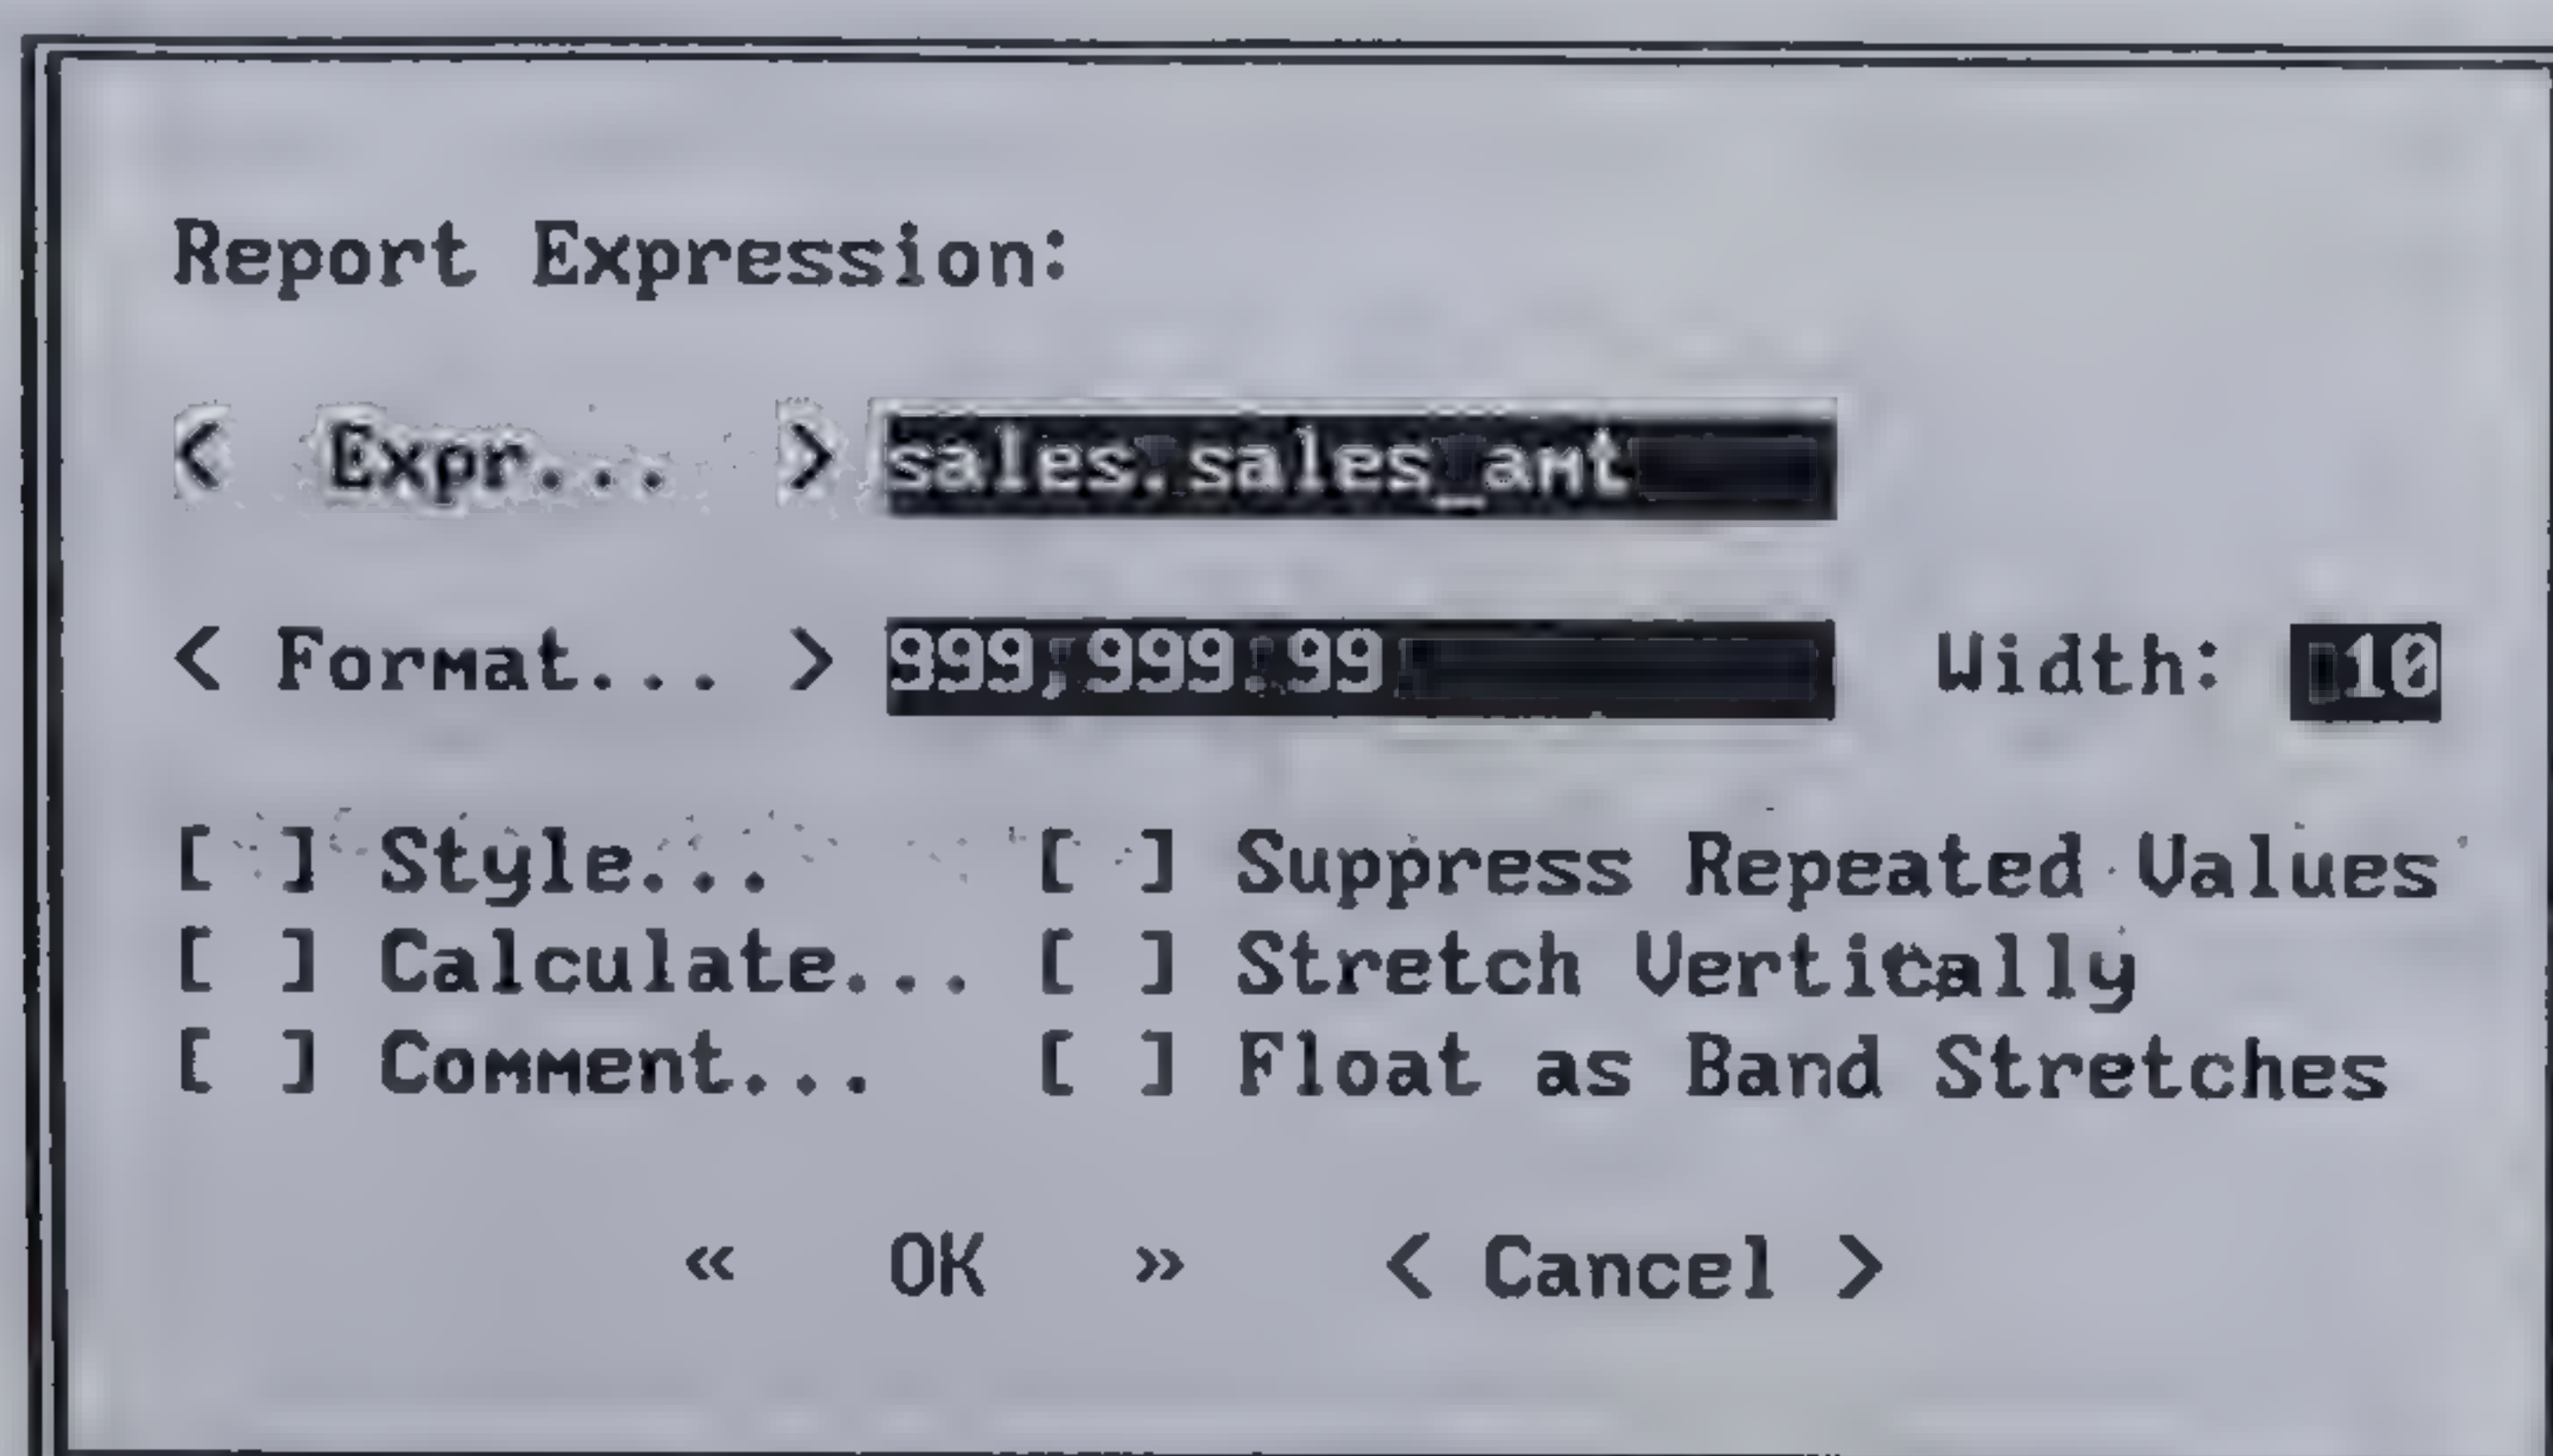 Report Expression:
< Expr... > sales.sales_amt
< Format... > 999,999.99 Width: 10
[ ] Style... [ ] Suppress Repeated Values
[ ] Calculate... [ ] Stretch Vertically
[ ] Comment... [ ] Float as Band Stretches
« OK » < Cancel >